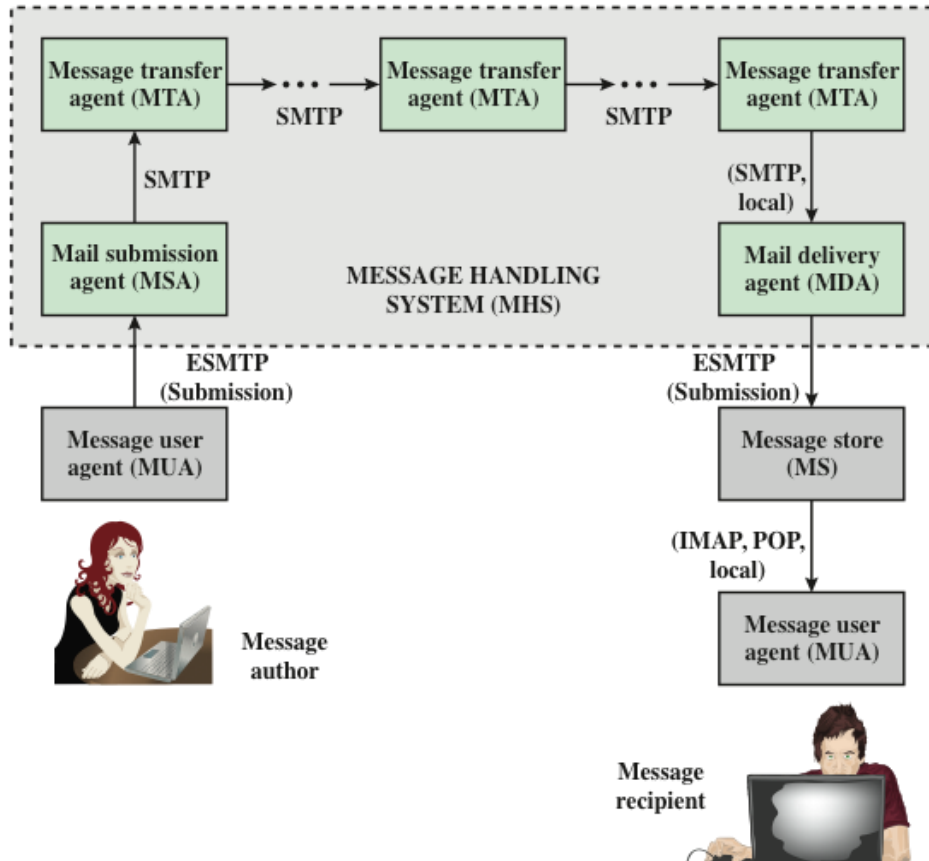 Message transfer
agent (MTA)
SMTP
Message transfer
agent (MTA)
SMTP
Message transfer
agent (MTA)
SMTP
(SMTP,
local)
Mail submission
agent (MSA)
MESSAGE HANDLING
SYSTEM (MHS)
Mail delivery
agent (MDA)
ESMTP
(Submission)
ESMTP
(Submission)
Message user
agent (MUA)
Message store
(MS)
(IMAP, POP,
local)
Message
author
Message user
agent (MUA)
Message
recipient